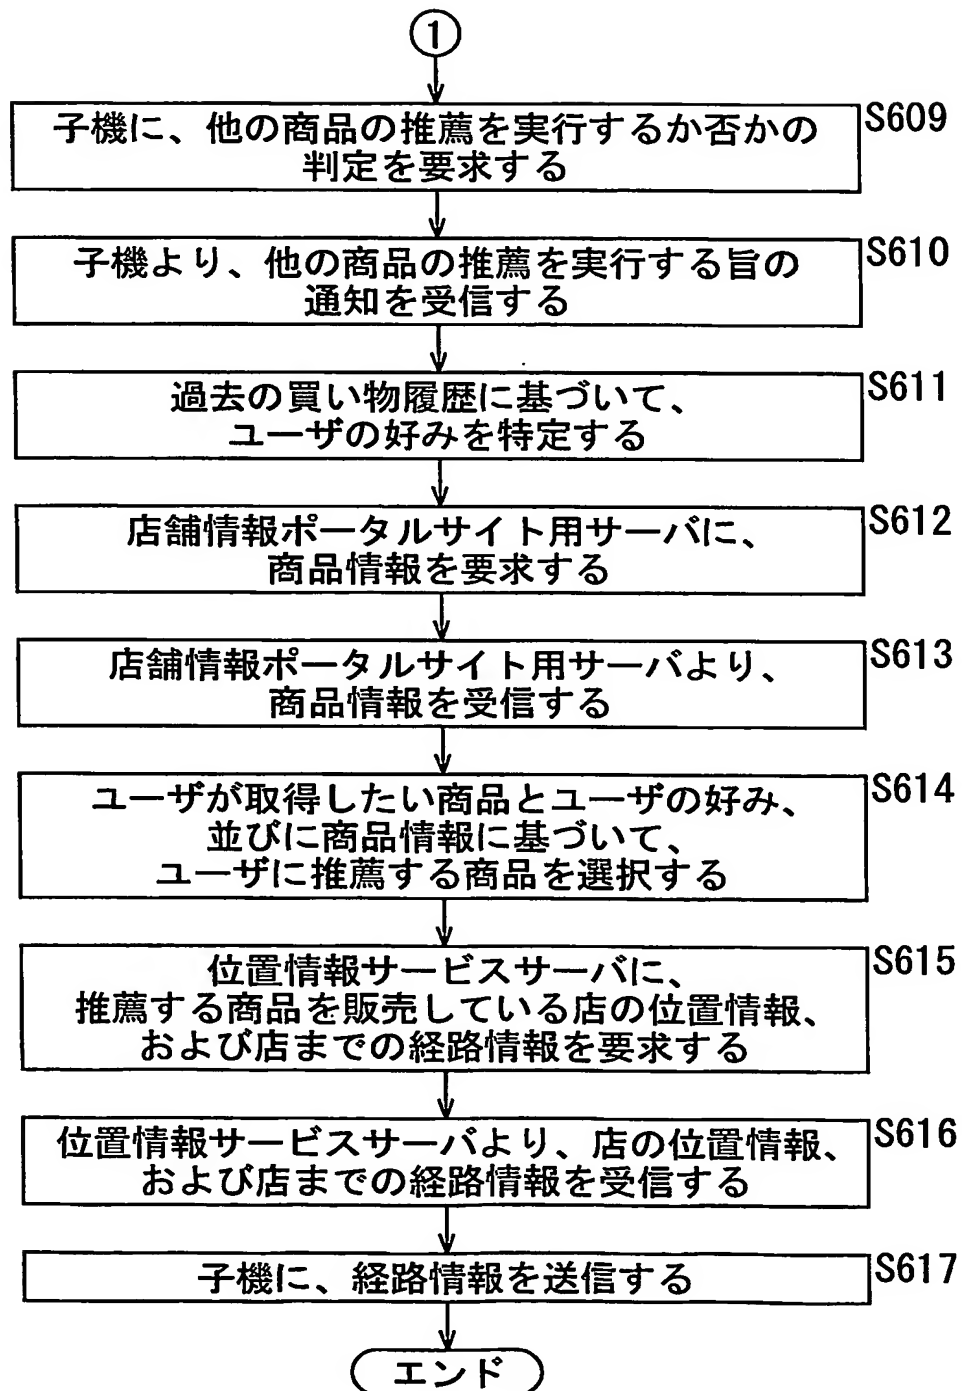 ①
子機に、他の商品の推薦を実行するか否かの
判定を要求する
S609
子機より、他の商品の推薦を実行する旨の
通知を受信する
S610
過去の買い物履歴に基づいて、
ユーザの好みを特定する
S611
店舗情報ポータルサイト用サーバに、
商品情報を要求する
S612
店舗情報ポータルサイト用サーバより、
商品情報を受信する
S613
ユーザが取得したい商品とユーザの好み、
並びに商品情報に基づいて、
ユーザに推薦する商品を選択する
S614
位置情報サービスサーバに、
推薦する商品を販売している店の位置情報、
および店までの経路情報を要求する
S615
位置情報サービスサーバより、店の位置情報、
および店までの経路情報を受信する
S616
子機に、経路情報を送信する
S617
エンド